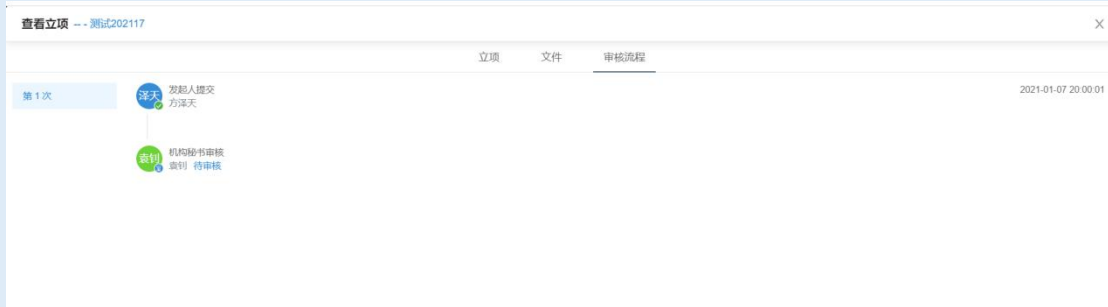 查看立项 -- - 测试202117
立项 文件 审核流程
第 1 次
泽天 发起人提交 2021-01-07 20:00:01
方泽天
袁钊 机构秘书审核
袁钊 待审核